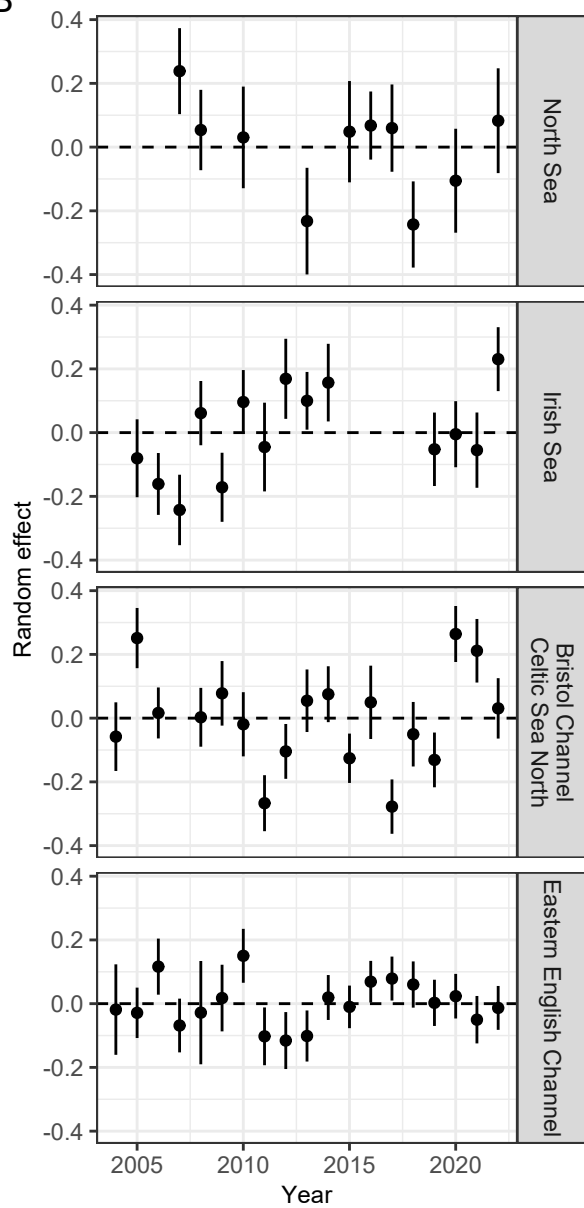 B
0.4
0.2
0.0
-0.2
-0.4
North Sea
0.4
0.2
0.0
-0.2
-0.4
Irish Sea
0.4
0.2
0.0
-0.2
-0.4
Bristol Channel
Celtic Sea North
0.4
0.2
0.0
-0.2
-0.4
Eastern English Channel
Random effect
2005 2010 2015 2020
Year